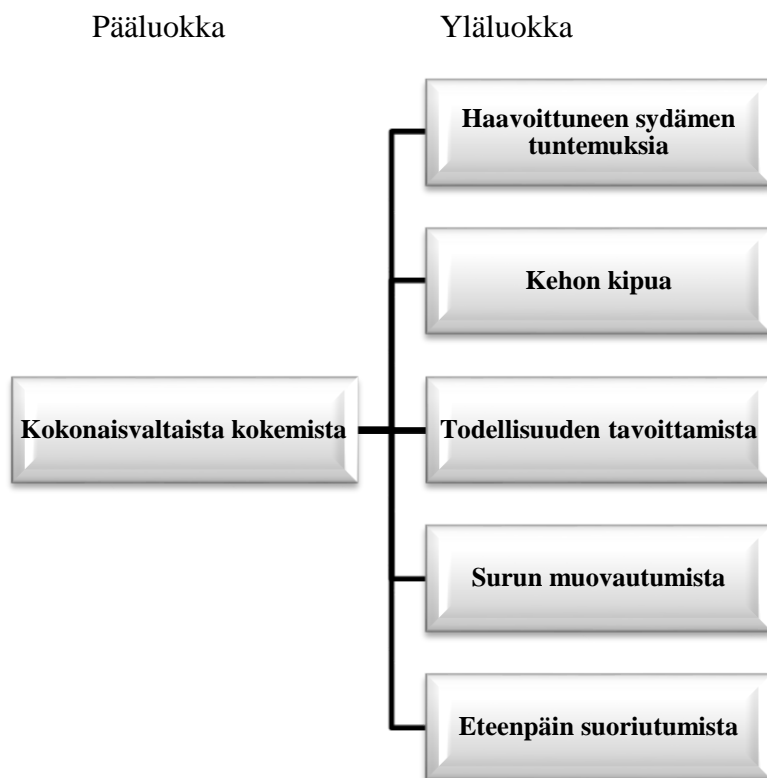 Pääluokka
Yläluokka
Haavoittuneen sydämen
tuntemuksia
Kehon kipua
Kokonaisvaltaista kokemista
Todellisuuden tavoittamista
Surun muovautumista
Eteenpäin suoriutumista